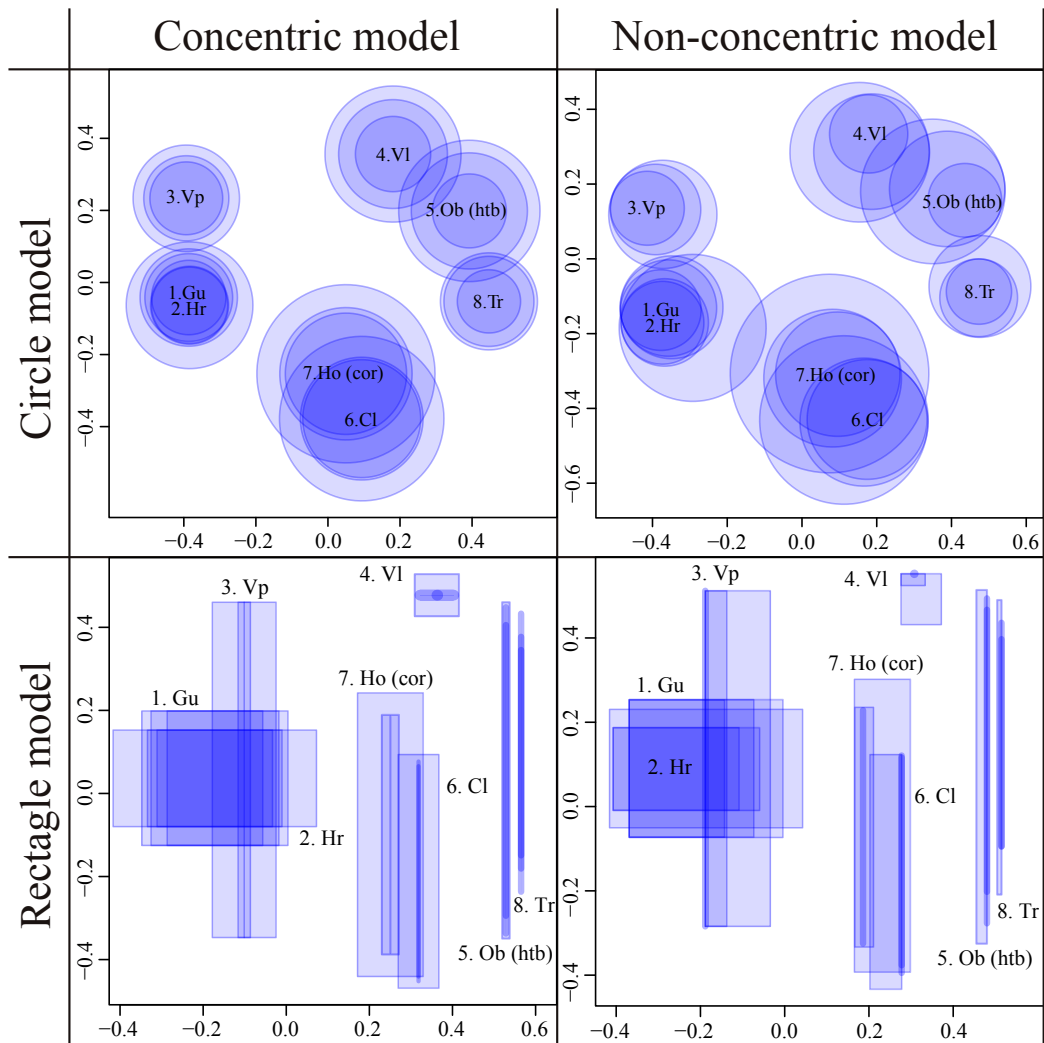 Concentric model
Non-concentric model
Circle model
0.4
0.2
0.0
−0.2
−0.4
3.Vp
4.Vl
5.Ob (htb)
1.Gu
2.Hr
8.Tr
7.Ho (cor)
6.Cl
−0.4
−0.2
0.0
0.2
0.4
0.4
0.2
0.0
−0.2
−0.4
−0.6
4.Vl
3.Vp
5.Ob (htb)
8.Tr
1.Gu
2.Hr
7.Ho (cor)
6.Cl
−0.4
−0.2
0.0
0.2
0.4
0.6
Rectagle model
0.4
0.2
0.0
−0.2
−0.4
3. Vp
4. Vl
7. Ho (cor)
1. Gu
6. Cl
2. Hr
8. Tr
5. Ob (htb)
−0.4
−0.2
0.0
0.2
0.4
0.6
0.4
0.2
0.0
−0.2
−0.4
3. Vp
4. Vl
7. Ho (cor)
1. Gu
2. Hr
6. Cl
8. Tr
5. Ob (htb)
−0.4
−0.2
0.0
0.2
0.4